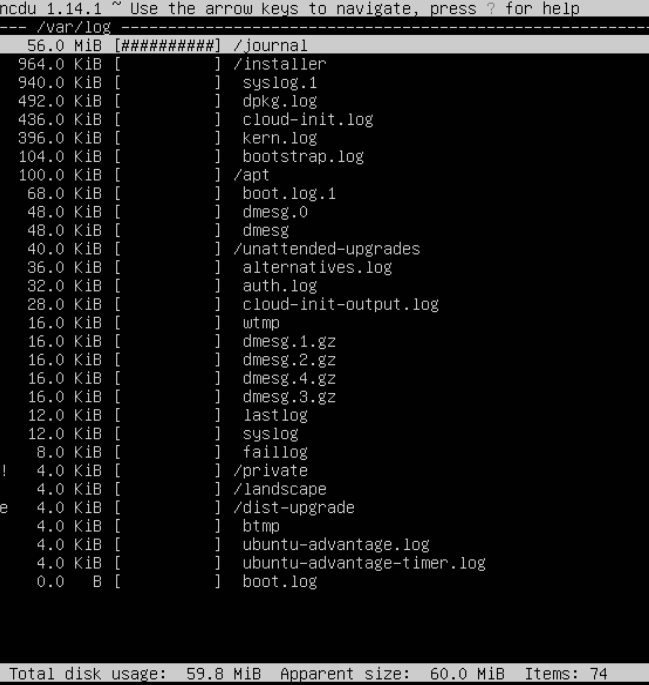 ncdu 1.14.1 ~ Use the arrow keys to navigate, press ? for help
--- /var/log ----------------------------------------------------------
   56.0 MiB [##########] /journal
  964.0 KiB [          ] /installer
  940.0 KiB [          ]  syslog.1
  492.0 KiB [          ]  dpkg.log
  436.0 KiB [          ]  cloud-init.log
  396.0 KiB [          ]  kern.log
  104.0 KiB [          ]  bootstrap.log
  100.0 KiB [          ] /apt
   68.0 KiB [          ]  boot.log.1
   48.0 KiB [          ]  dmesg.0
   48.0 KiB [          ]  dmesg
   40.0 KiB [          ] /unattended-upgrades
   36.0 KiB [          ]  alternatives.log
   32.0 KiB [          ]  auth.log
   28.0 KiB [          ]  cloud-init-output.log
   16.0 KiB [          ]  wtmp
   16.0 KiB [          ]  dmesg.1.gz
   16.0 KiB [          ]  dmesg.2.gz
   16.0 KiB [          ]  dmesg.4.gz
   16.0 KiB [          ]  dmesg.3.gz
   12.0 KiB [          ]  lastlog
   12.0 KiB [          ]  syslog
    8.0 KiB [          ]  faillog
!   4.0 KiB [          ] /private
    4.0 KiB [          ] /landscape
e   4.0 KiB [          ] /dist-upgrade
    4.0 KiB [          ]  btmp
    4.0 KiB [          ]  ubuntu-advantage.log
    4.0 KiB [          ]  ubuntu-advantage-timer.log
    0.0   B [          ]  boot.log
Total disk usage:  59.8 MiB  Apparent size:  60.0 MiB  Items: 74